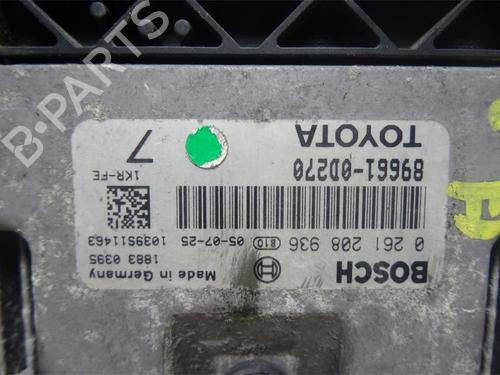 BOSCH
Made in Germany
1883 0395
0 261 208 936 810 05-07-25 1039S11463
89661-0D270
1KR-FE
TOYOTA
7
B-PARTS